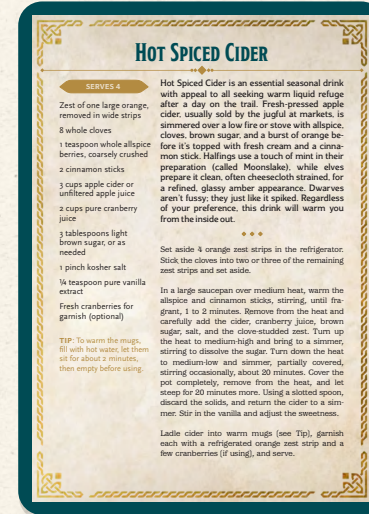 HOT SPICED CIDER
SERVES 4
Zest of one large orange,
removed in wide strips
8 whole cloves
1 teaspoon whole allspice
berries, coarsely crushed
2 cinnamon sticks
3 cups apple cider or
unfiltered apple juice
2 cups pure cranberry
juice
3 tablespoons light
brown sugar, or as
needed
1 pinch kosher salt
¼ teaspoon pure vanilla
extract
Fresh cranberries for
garnish (optional)
TIP: To warm the mugs,
fill with hot water, let them
sit for about 2 minutes,
then empty before using.
Hot Spiced Cider is an essential seasonal drink
with appeal to all seeking warm liquid refuge
after a day on the trail. Fresh-pressed apple
cider, usually sold by the jugful at markets, is
simmered over a low fire or stove with allspice,
cloves, brown sugar, and a burst of orange be-
fore it's topped with fresh cream and a cinna-
mon stick. Halfings use a touch of mint in their
preparation (called Moonslake), while elves
prepare it clean, often cheesecloth strained, for
a refined, glassy amber appearance. Dwarves
aren't fussy; they just like it spiked. Regardless
of your preference, this drink will warm you
from the inside out.
Set aside 4 orange zest strips in the refrigerator.
Stick the cloves into two or three of the remaining
zest strips and set aside.
In a large saucepan over medium heat, warm the
allspice and cinnamon sticks, stirring, until fra-
grant, 1 to 2 minutes. Remove from the heat and
carefully add the cider, cranberry juice, brown
sugar, salt, and the clove-studded zest. Turn up
the heat to medium-high and bring to a simmer,
stirring to dissolve the sugar. Turn down the heat
to medium-low and simmer, partially covered,
stirring occasionally, about 20 minutes. Cover the
pot completely, remove from the heat, and let
steep for 20 minutes more. Using a slotted spoon,
discard the solids, and return the cider to a sim-
mer. Stir in the vanilla and adjust the sweetness.
Ladle cider into warm mugs (see Tip), garnish
each with a refrigerated orange zest strip and a
few cranberries (if using), and serve.